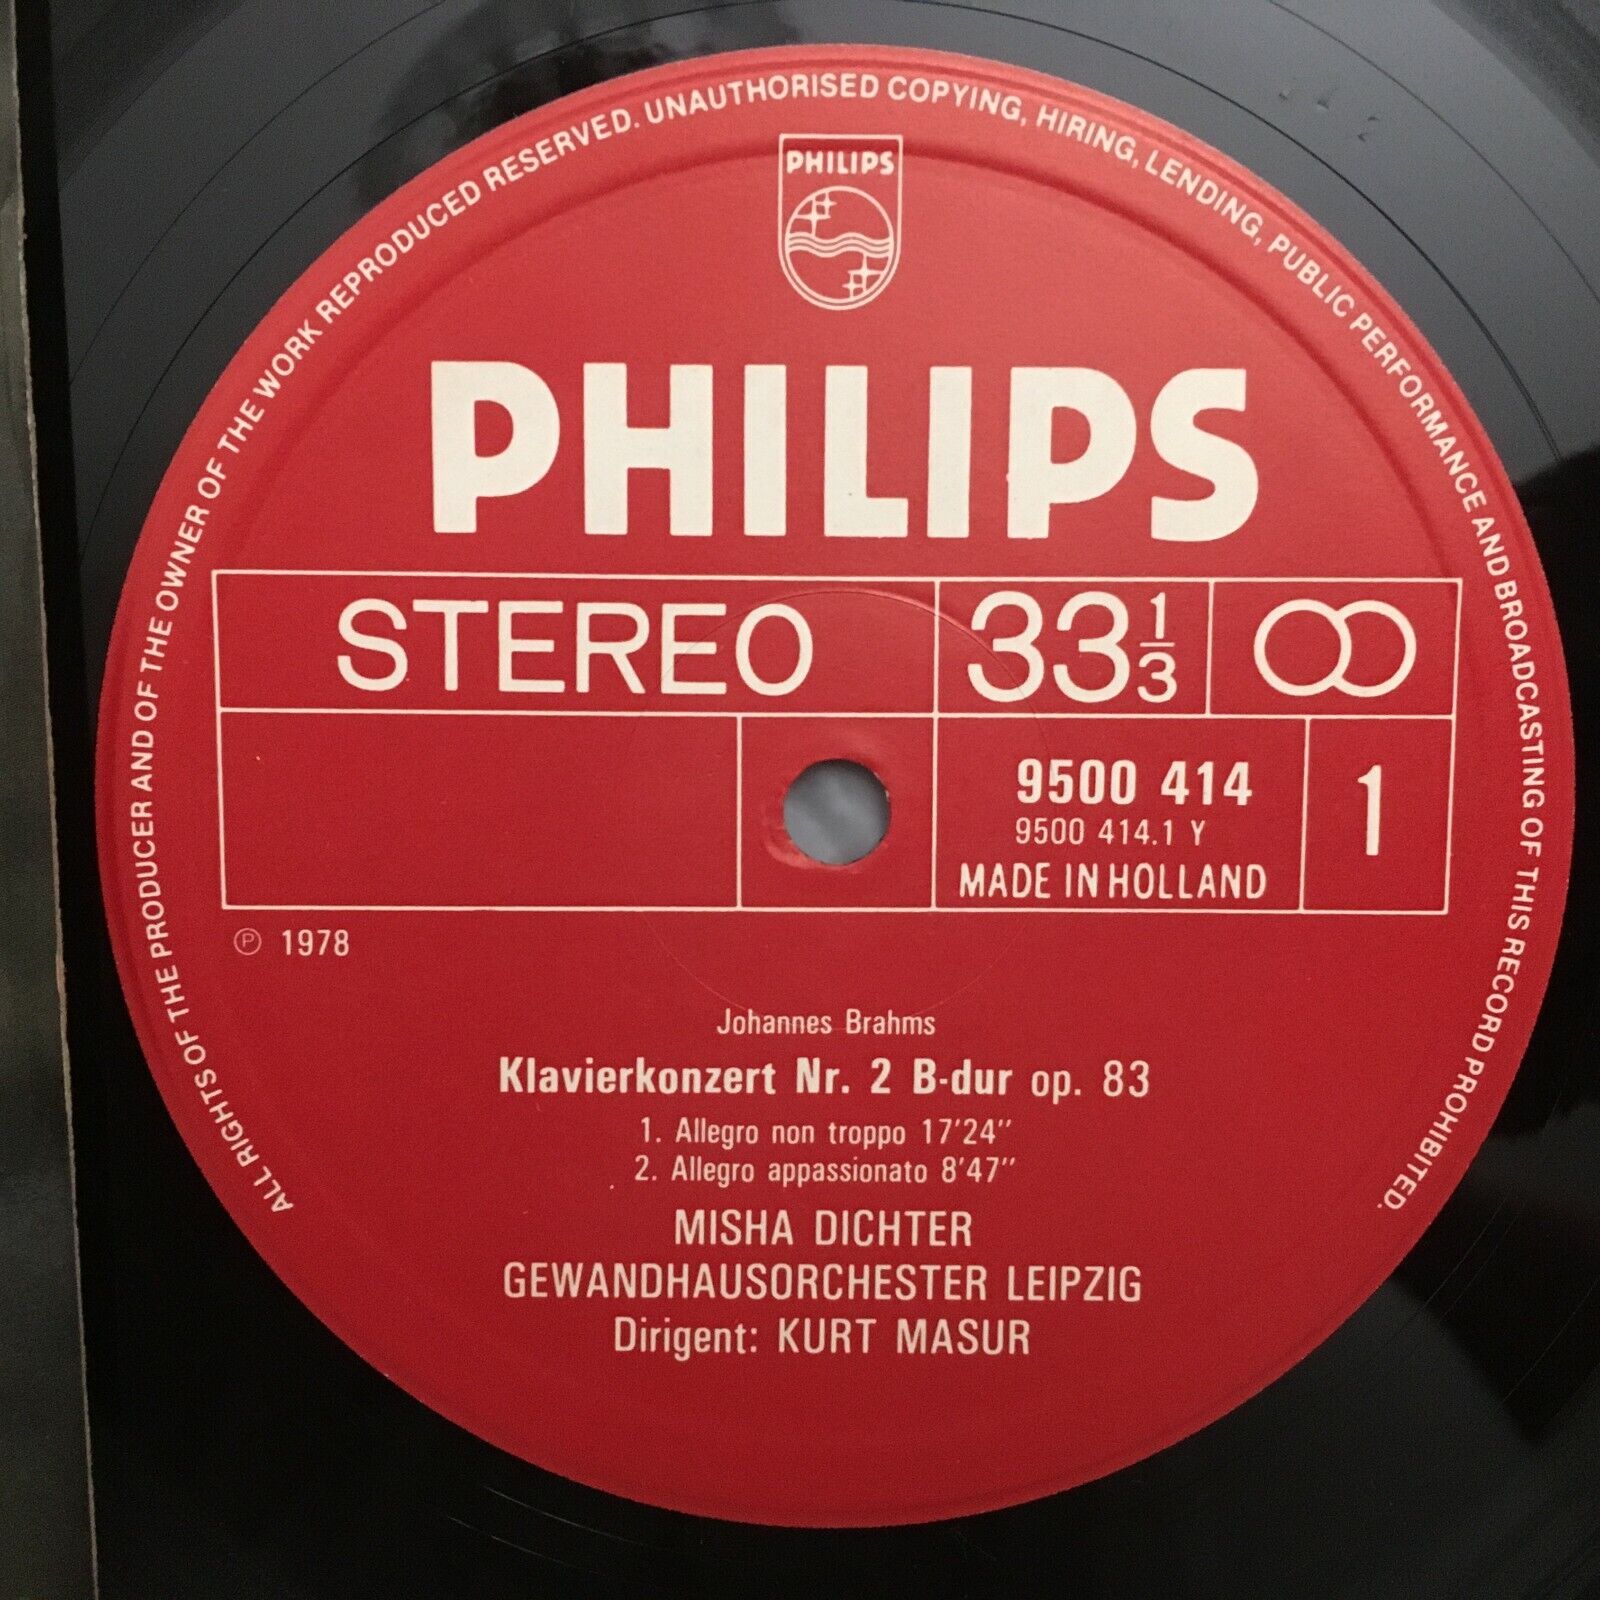 ALL RIGHTS OF THE PRODUCER AND OF THE OWNER OF THE WORK REPRODUCED RESERVED. UNAUTHORISED COPYING, HIRING, LENDING, PUBLIC PERFORMANCE AND BROADCASTING OF THIS RECORD PROHIBITED.
PHILIPS
PHILIPS
STEREO 33 1/3
9500 414 1
9500 414.1 Y
MADE IN HOLLAND
℗ 1978
Johannes Brahms
Klavierkonzert Nr. 2 B-dur op. 83
1. Allegro non troppo 17'24''
2. Allegro appassionato 8'47''
MISHA DICHTER
GEWANDHAUSORCHESTER LEIPZIG
Dirigent: KURT MASUR